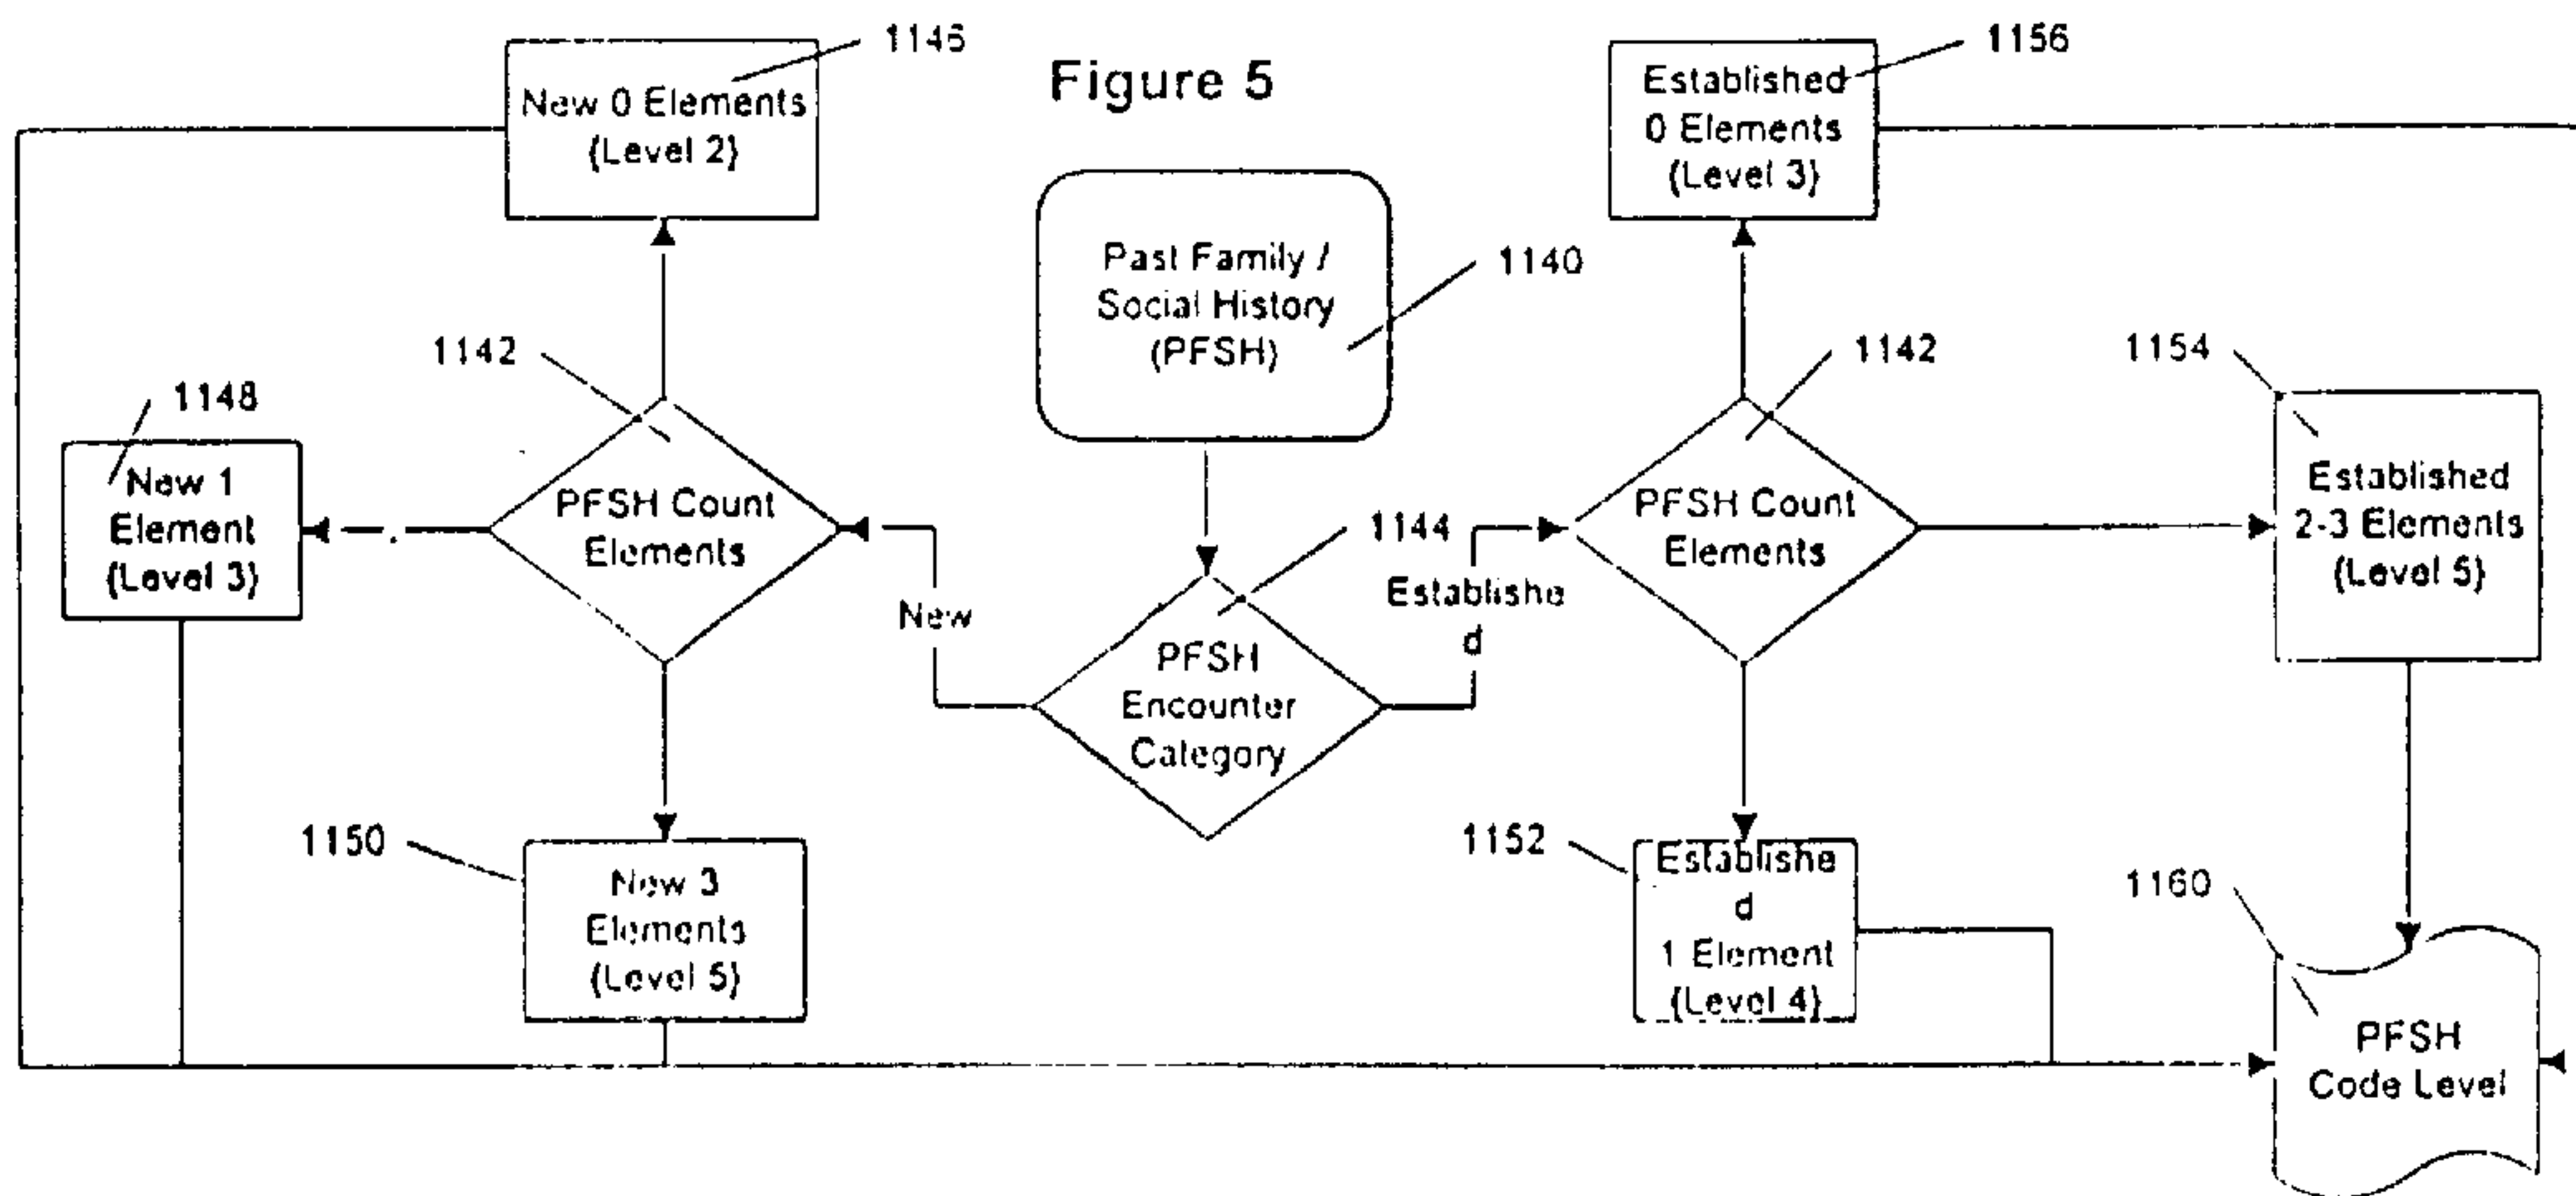 1146
New 0 Elements
(Level 2)
Figure 5
1156
Established
0 Elements
(Level 3)
Past Family /
Social History
(PFSH)
1140
1142
1148
New 1
Element
(Level 3)
PFSH Count
Elements
1142
PFSH Count
Elements
1154
Established
2-3 Elements
(Level 5)
New
1144
Establishe
d
PFSH
Encounter
Category
1150
New 3
Elements
(Level 5)
1152
Establishe
d
1 Element
(Level 4)
1160
PFSH
Code Level